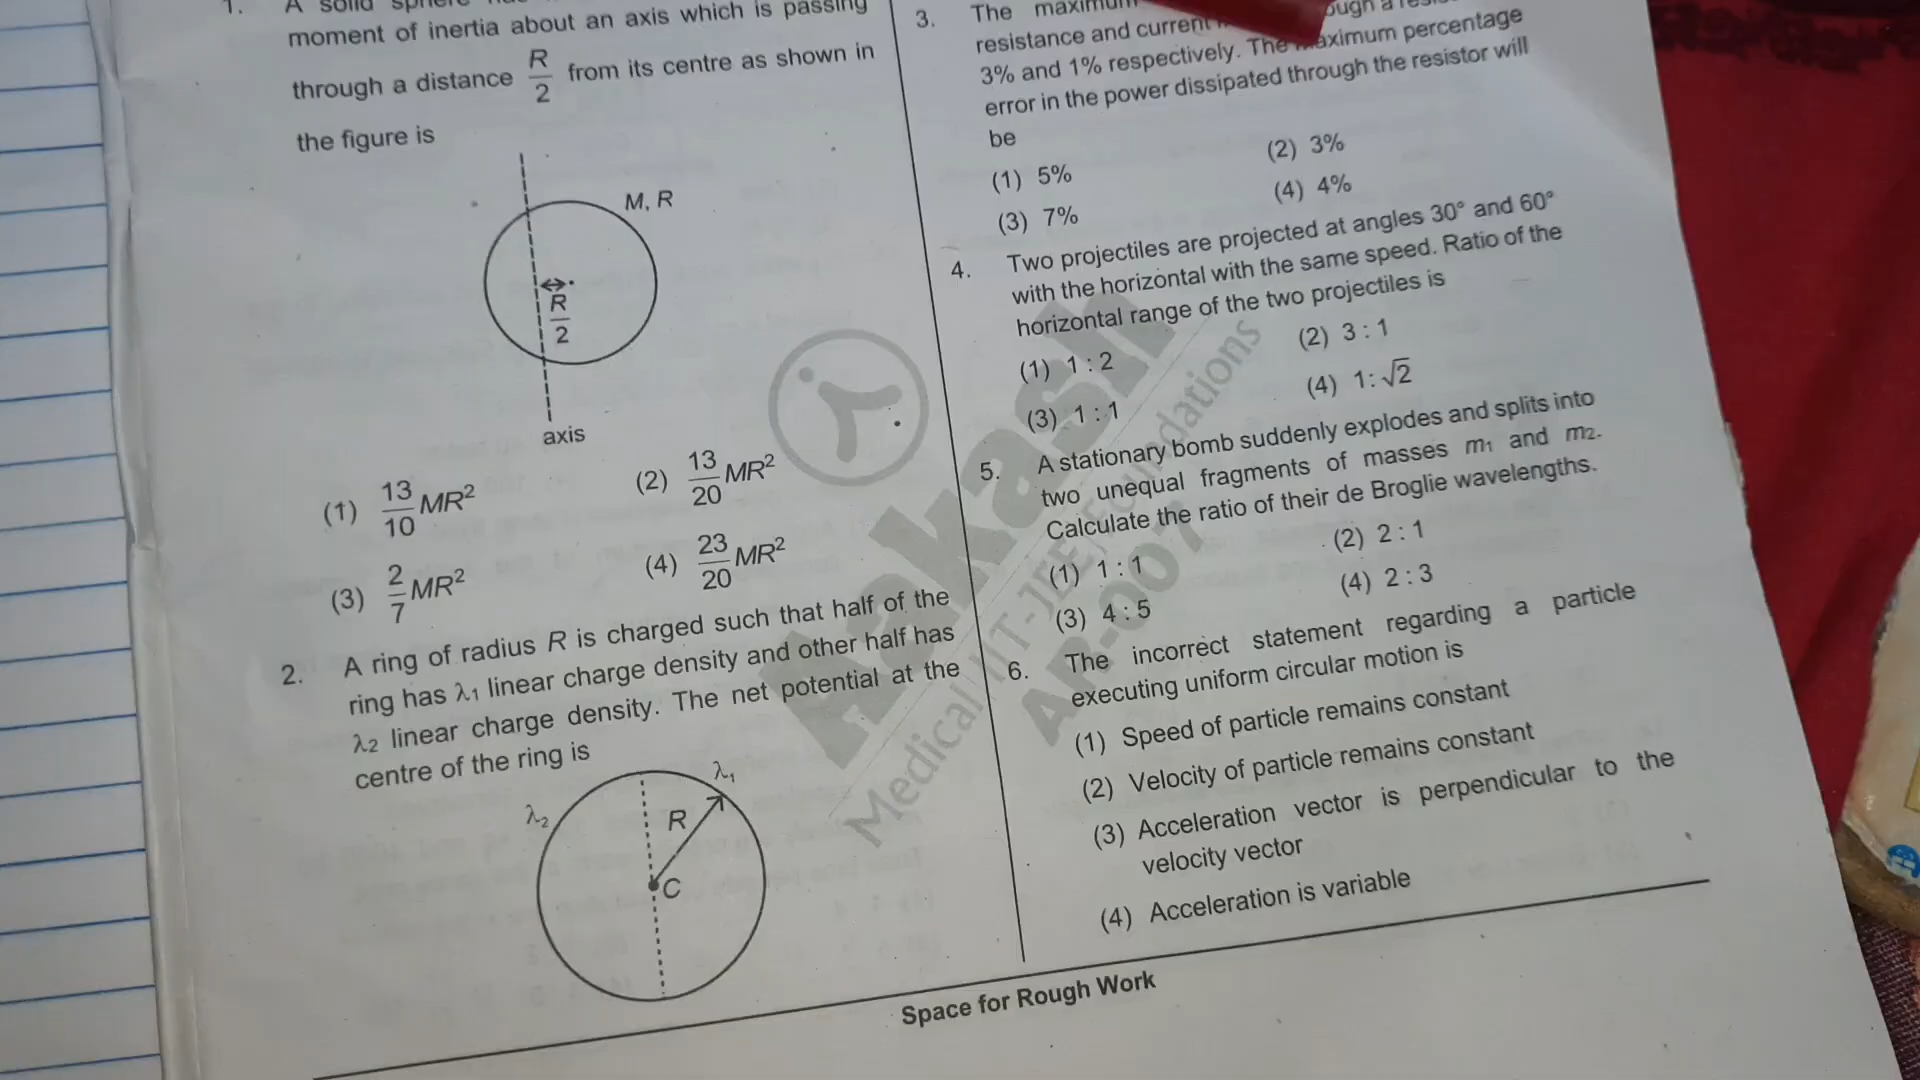 1. A solid sphere
moment of inertia about an axis which is passing
through a distance R/2 from its centre as shown in
the figure is
M, R
R/2
axis
(1) 13/10 MR² (2) 13/20 MR²
(3) 2/7 MR² (4) 23/20 MR²
2. A ring of radius R is charged such that half of the
ring has λ₁ linear charge density and other half has
λ₂ linear charge density. The net potential at the
centre of the ring is
λ₁
λ₂
R
C
3. The
resistance and current
3% and 1% respectively. The maximum percentage
error in the power dissipated through the resistor will
be
(1) 5% (2) 3%
(3) 7% (4) 4%
4. Two projectiles are projected at angles 30° and 60°
with the horizontal with the same speed. Ratio of the
horizontal range of the two projectiles is
(1) 1 : 2 (2) 3 : 1
(3) 1 : 1 (4) 1: √2
5. A stationary bomb suddenly explodes and splits into
two unequal fragments of masses m₁ and m₂.
Calculate the ratio of their de Broglie wavelengths.
(1) 1 : 1 (2) 2 : 1
(3) 4 : 5 (4) 2 : 3
6. The incorrect statement regarding a particle
executing uniform circular motion is
(1) Speed of particle remains constant
(2) Velocity of particle remains constant
(3) Acceleration vector is perpendicular to the
velocity vector
(4) Acceleration is variable
Space for Rough Work
Aakash
Medical IIT-JEE Foundations
AR-007